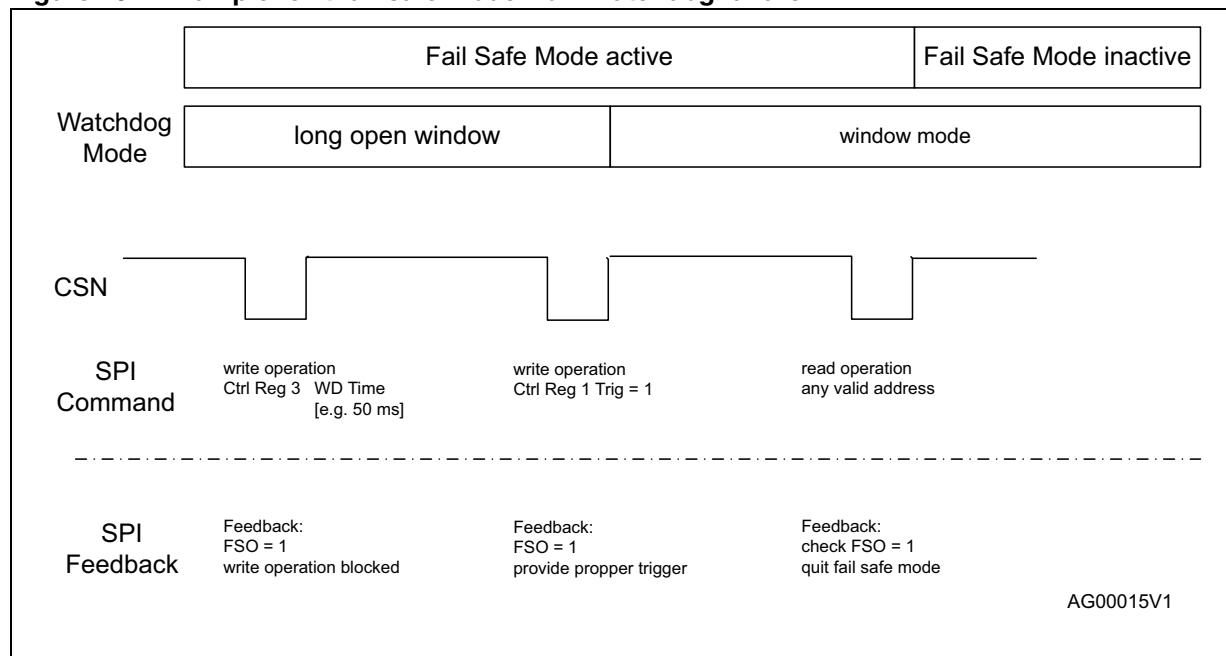 Fail Safe Mode active
Fail Safe Mode inactive
Watchdog
Mode
long open window
window mode
CSN
SPI
Command
write operation
Ctrl Reg 3 WD Time
[e.g. 50 ms]
write operation
Ctrl Reg 1 Trig = 1
read operation
any valid address
SPI
Feedback
Feedback:
FSO = 1
write operation blocked
Feedback:
FSO = 1
provide propper trigger
Feedback:
check FSO = 1
quit fail safe mode
AG00015V1